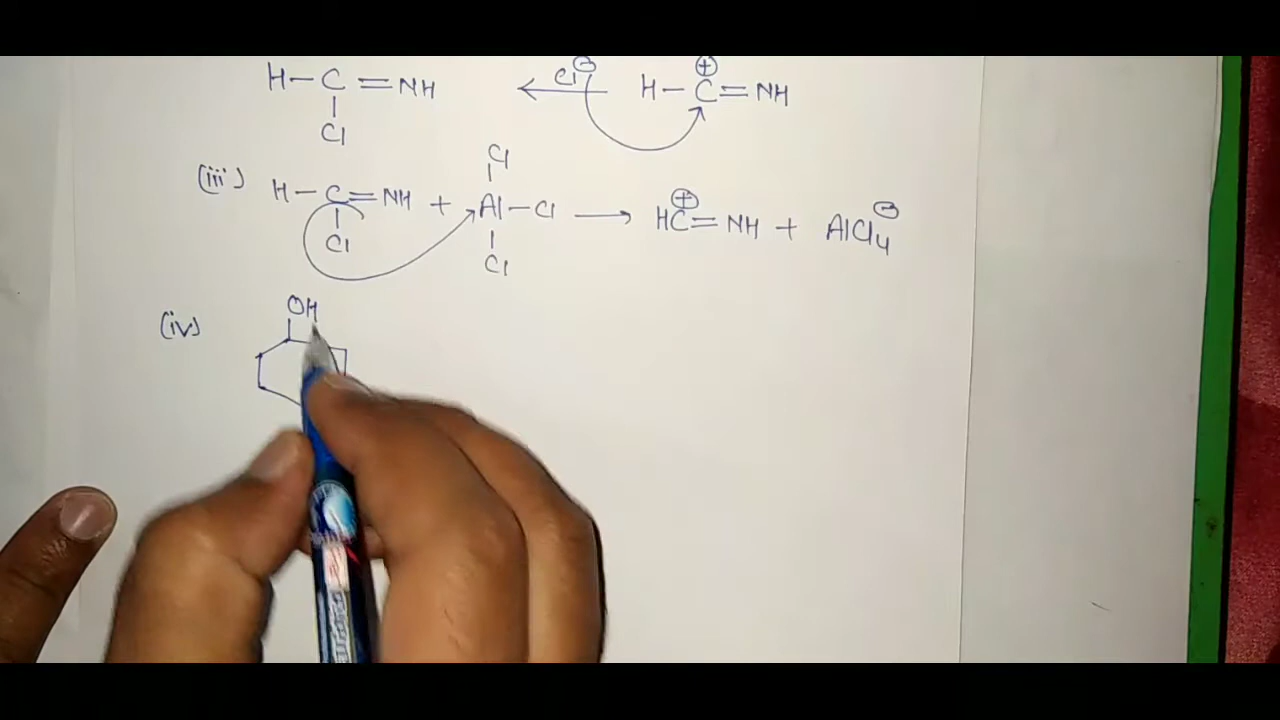 H–C=NH ←Cl⊖ H–C⊕=NH
Cl
Cl
(iii) H–C=NH + Al–Cl → HC⊕=NH + AlCl4⊖
Cl Cl
OH
(iv)